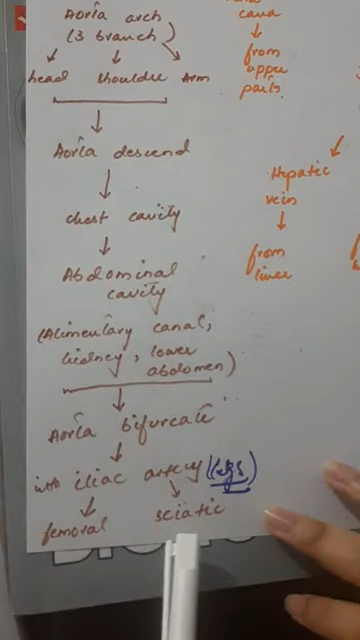 Aorta arch
(3 branch)
head shoulder Arm
Aorta descend
chest cavity
Abdominal
cavity
(Alimentary canal,
kidney, lower
abdomen)
Aorta bifurcate
into iliac artery (legs)
femoral sciatic
cava
from
upper
parts.
Hepatic
vein
from
liver